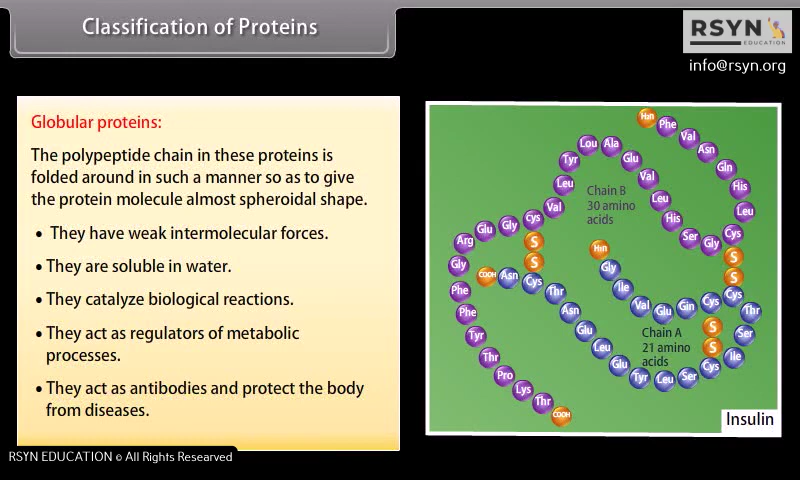 Classification of Proteins
RSYN
EDUCATION
info@rsyn.org
Globular proteins:
The polypeptide chain in these proteins is
folded around in such a manner so as to give
the protein molecule almost spheroidal shape.
• They have weak intermolecular forces.
• They are soluble in water.
• They catalyze biological reactions.
• They act as regulators of metabolic
processes.
• They act as antibodies and protect the body
from diseases.
H2n
Phe
Val
Asn
Gln
His
Leu
Cys
Gly
Ser
His
Leu
Val
Glu
Ala
Lou
Tyr
Leu
Val
cys
Gly
Glu
Arg
Gly
Phe
Phe
Tyr
Thr
Pro
Lys
Thr
COOH
Chain B
30 amino
acids
S
S
S
S
S
S
H2n
Gly
Ile
Val
Glu
Gin
Cys
Cys
Thr
Ser
Ile
Cys
Ser
Leu
Tyr
Glu
Leu
Glu
Asn
Thr
Cys
Asn
COOH
Chain A
21 amino
acids
Insulin
RSYN EDUCATION © All Rights Researved